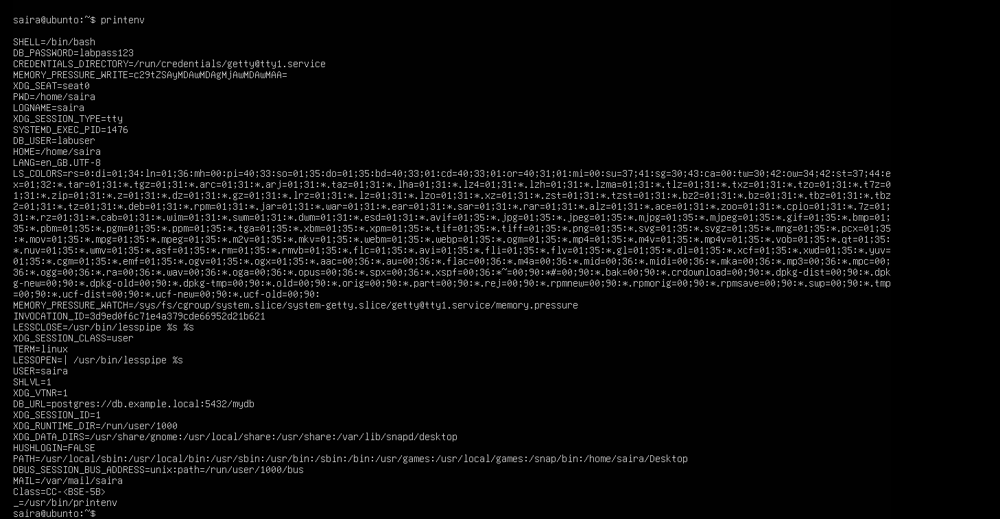 saira@ubunto:~$ printenv
SHELL=/bin/bash
DB_PASSWORD=labpass123
CREDENTIALS_DIRECTORY=/run/credentials/getty@tty1.service
MEMORY_PRESSURE_WRITE=c29tZSAyMDAwMDAgMjAwMDAwMAA=
XDG_SEAT=seat0
PWD=/home/saira
LOGNAME=saira
XDG_SESSION_TYPE=tty
SYSTEMD_EXEC_PID=1476
DB_USER=labuser
HOME=/home/saira
LANG=en_GB.UTF-8
LS_COLORS=rs=0:di=01;34:ln=01;36:mh=00:pi=40;33:so=01;35:do=01;35:bd=40;33;01:cd=40;33;01:or=40;31;01:mi=00:su=37;41:sg=30;43:ca=00:tw=30;42:ow=34;42:st=37;44:e
x=01;32:*.tar=01;31:*.tgz=01;31:*.arc=01;31:*.arj=01;31:*.taz=01;31:*.lha=01;31:*.lz4=01;31:*.lzh=01;31:*.lzma=01;31:*.tlz=01;31:*.txz=01;31:*.tzo=01;31:*.t7z=0
1;31:*.zip=01;31:*.z=01;31:*.dz=01;31:*.gz=01;31:*.lrz=01;31:*.lz=01;31:*.lzo=01;31:*.xz=01;31:*.zst=01;31:*.tzst=01;31:*.bz2=01;31:*.bz=01;31:*.tbz=01;31:*.tbz
2=01;31:*.tz=01;31:*.deb=01;31:*.rpm=01;31:*.jar=01;31:*.war=01;31:*.ear=01;31:*.sar=01;31:*.rar=01;31:*.alz=01;31:*.ace=01;31:*.zoo=01;31:*.cpio=01;31:*.7z=01;
31:*.rz=01;31:*.cab=01;31:*.wim=01;31:*.swm=01;31:*.dwm=01;31:*.esd=01;31:*.avif=01;35:*.jpg=01;35:*.jpeg=01;35:*.mjpg=01;35:*.mjpeg=01;35:*.gif=01;35:*.bmp=01;
35:*.pbm=01;35:*.pgm=01;35:*.ppm=01;35:*.tga=01;35:*.xbm=01;35:*.xpm=01;35:*.tif=01;35:*.tiff=01;35:*.png=01;35:*.svg=01;35:*.svgz=01;35:*.mng=01;35:*.pcx=01;35
:*.mov=01;35:*.mpg=01;35:*.mpeg=01;35:*.m2v=01;35:*.mkv=01;35:*.webm=01;35:*.webp=01;35:*.ogm=01;35:*.mp4=01;35:*.m4v=01;35:*.mp4v=01;35:*.vob=01;35:*.qt=01;35:
*.nuv=01;35:*.wmv=01;35:*.asf=01;35:*.rm=01;35:*.rmvb=01;35:*.flc=01;35:*.avi=01;35:*.fli=01;35:*.flv=01;35:*.gl=01;35:*.dl=01;35:*.xcf=01;35:*.xwd=01;35:*.yuv=
01;35:*.cgm=01;35:*.emf=01;35:*.ogv=01;35:*.ogx=01;35:*.aac=00;36:*.au=00;36:*.flac=00;36:*.m4a=00;36:*.mid=00;36:*.midi=00;36:*.mka=00;36:*.mp3=00;36:*.mpc=00;
36:*.ogg=00;36:*.ra=00;36:*.wav=00;36:*.oga=00;36:*.opus=00;36:*.spx=00;36:*.xspf=00;36:*~=00;90:*#=00;90:*.bak=00;90:*.crdownload=00;90:*.dpkg-dist=00;90:*.dpk
g-new=00;90:*.dpkg-old=00;90:*.dpkg-tmp=00;90:*.old=00;90:*.orig=00;90:*.part=00;90:*.rej=00;90:*.rpmnew=00;90:*.rpmorig=00;90:*.rpmsave=00;90:*.swp=00;90:*.tmp
=00;90:*.ucf-dist=00;90:*.ucf-new=00;90:*.ucf-old=00;90:
MEMORY_PRESSURE_WATCH=/sys/fs/cgroup/system.slice/system-getty.slice/getty@tty1.service/memory.pressure
INVOCATION_ID=3d9ed0f6c71e4a379cde66952d21b621
LESSCLOSE=/usr/bin/lesspipe %s %s
XDG_SESSION_CLASS=user
TERM=linux
LESSOPEN=| /usr/bin/lesspipe %s
USER=saira
SHLVL=1
XDG_VTNR=1
DB_URL=postgres://db.example.local:5432/mydb
XDG_SESSION_ID=1
XDG_RUNTIME_DIR=/run/user/1000
XDG_DATA_DIRS=/usr/share/gnome:/usr/local/share:/usr/share:/var/lib/snapd/desktop
HUSHLOGIN=FALSE
PATH=/usr/local/sbin:/usr/local/bin:/usr/sbin:/usr/bin:/sbin:/bin:/usr/games:/usr/local/games:/snap/bin:/home/saira/Desktop
DBUS_SESSION_BUS_ADDRESS=unix:path=/run/user/1000/bus
MAIL=/var/mail/saira
Class=CC-<BSE-5B>
_=/usr/bin/printenv
saira@ubunto:~$